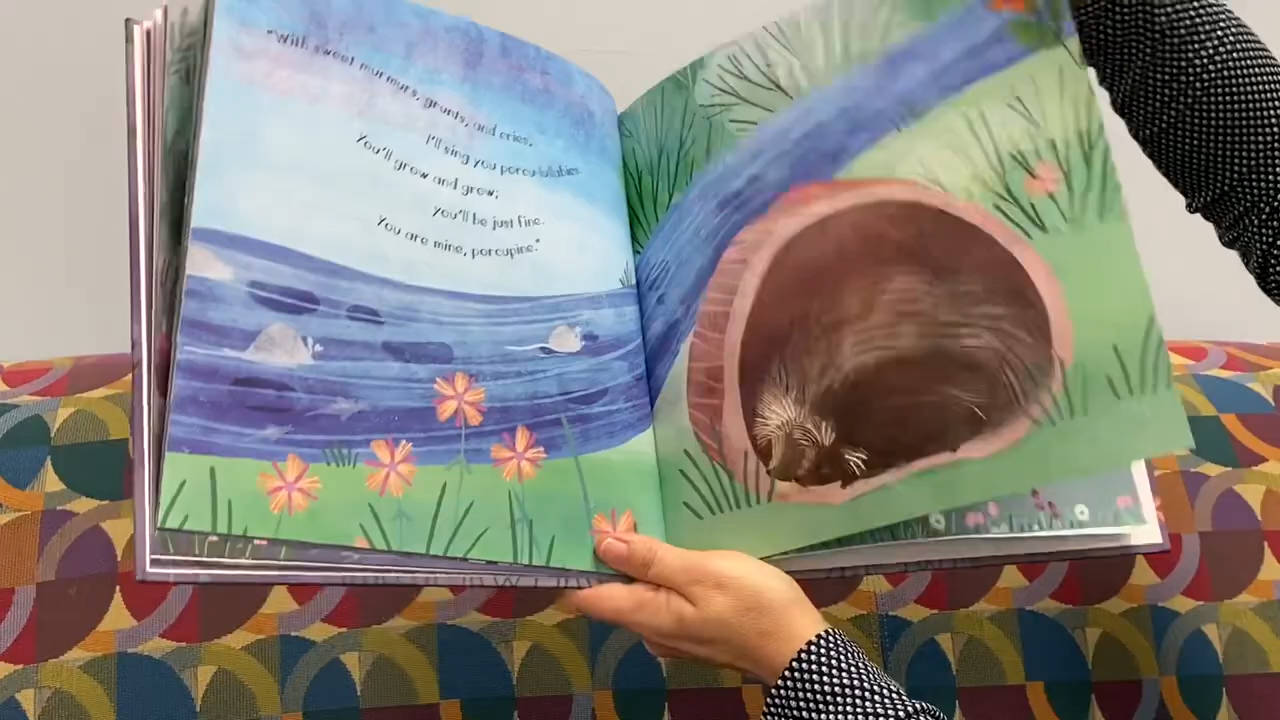 "With sweet murmurs, grunts, and cries,
I'll sing you porcu-lullabies.
You'll grow and grow;
you'll be just fine.
You are mine, porcupine."